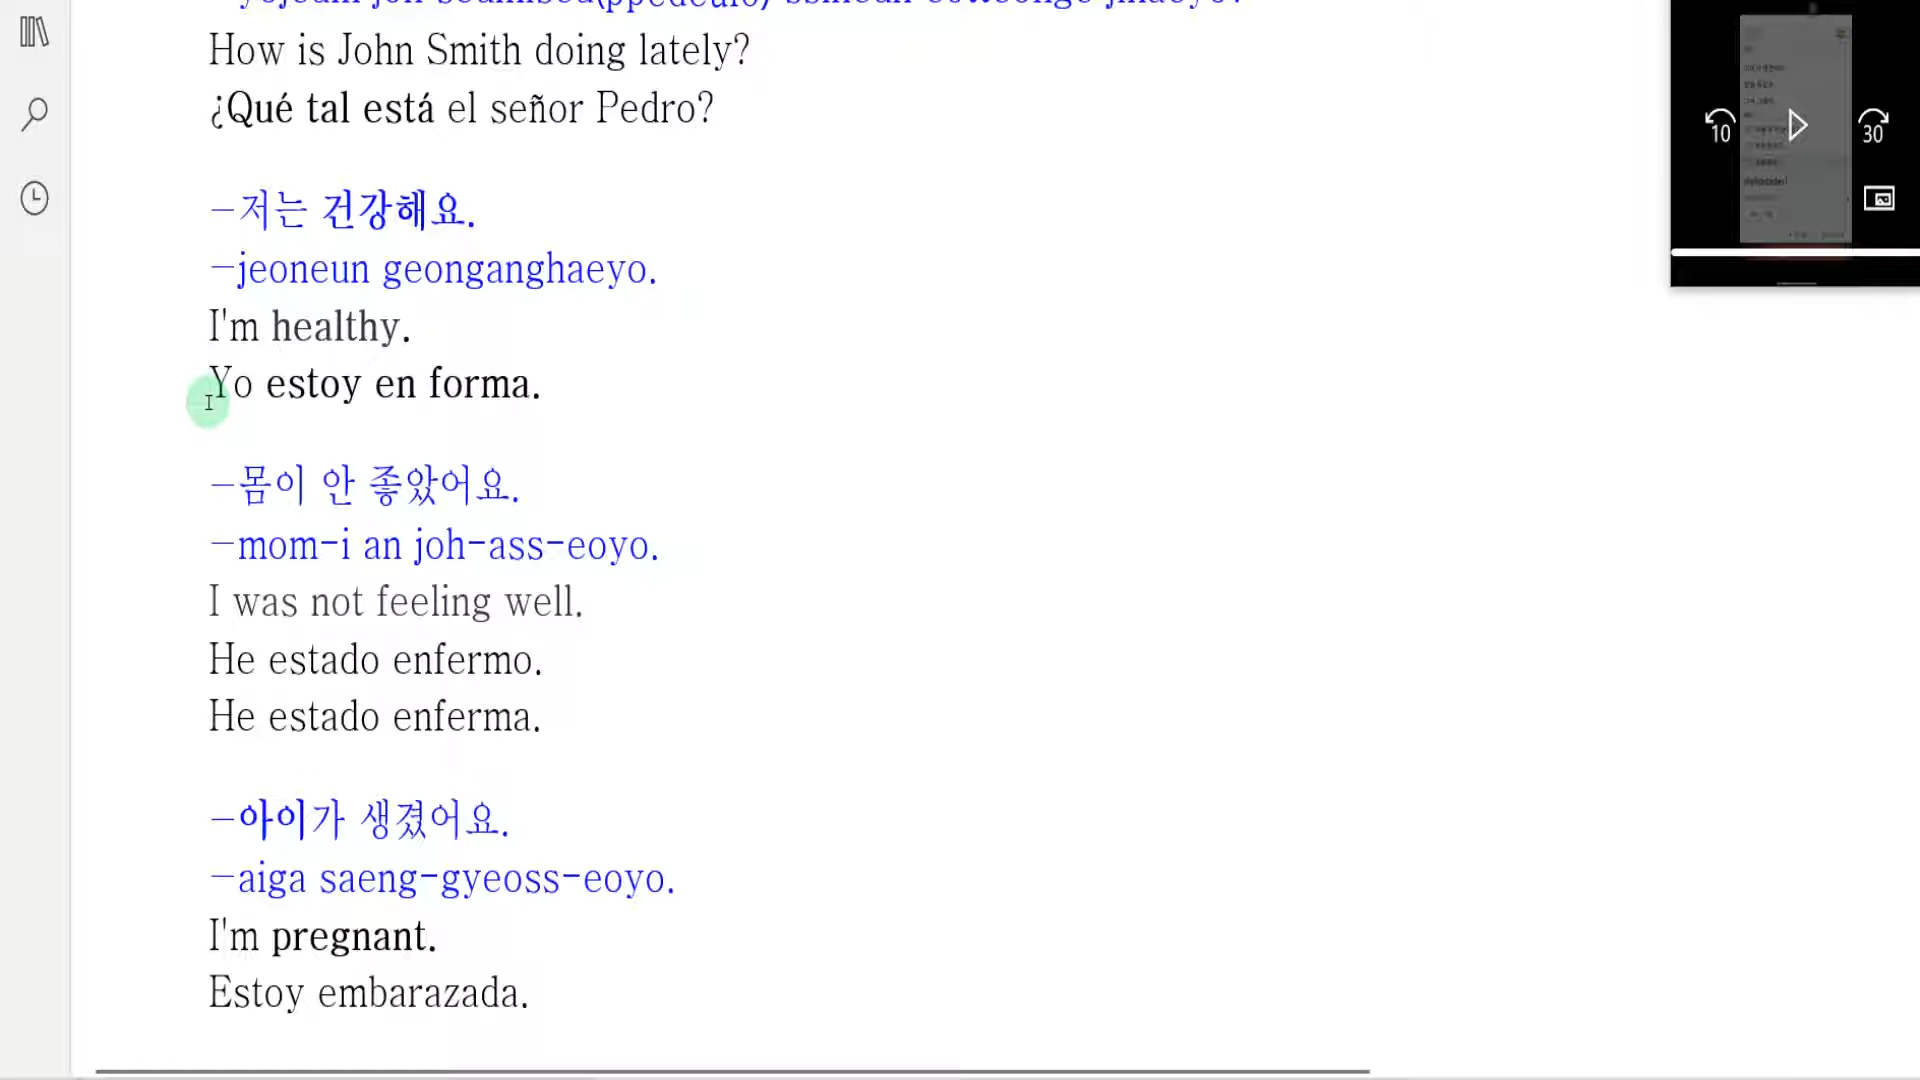 How is John Smith doing lately?
¿Qué tal está el señor Pedro?
-저는 건강해요.
-jeoneun geonganghaeyo.
I'm healthy.
Yo estoy en forma.
-몸이 안 좋았어요.
-mom-i an joh-ass-eoyo.
I was not feeling well.
He estado enfermo.
He estado enferma.
-아이가 생겼어요.
-aiga saeng-gyeoss-eoyo.
I'm pregnant.
Estoy embarazada.
10
30